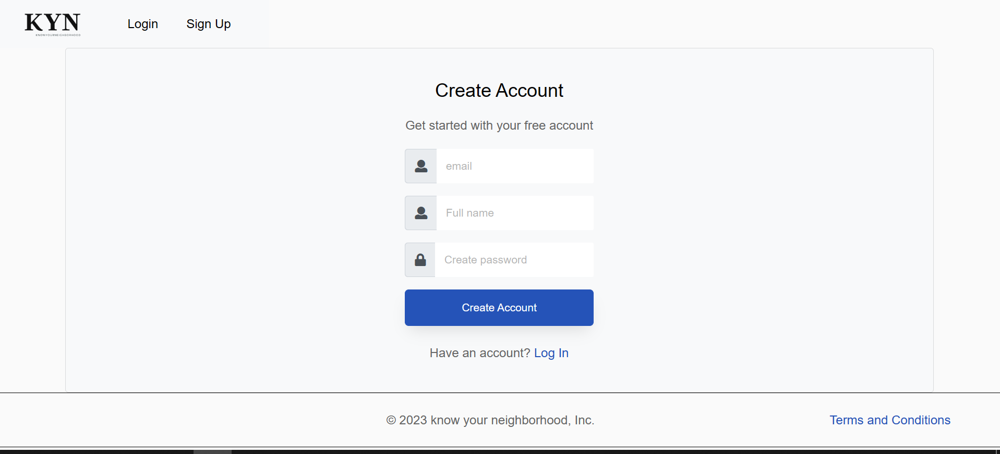 KYN
KNOWYOURNEIGHBORHOOD
Login
Sign Up
Create Account
Get started with your free account
email
Full name
Create password
Create Account
Have an account? Log In
© 2023 know your neighborhood, Inc.
Terms and Conditions